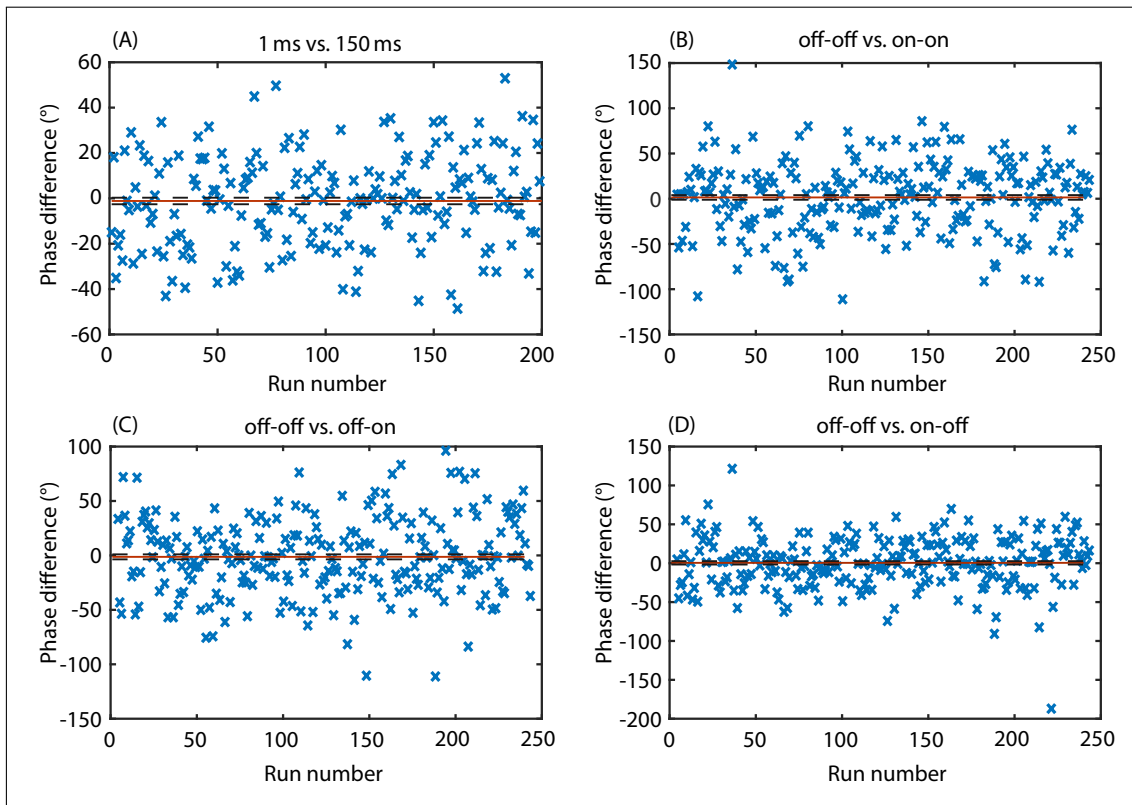 (A)
1 ms vs. 150 ms
60
40
20
0
-20
-40
-60
0 50 100 150 200
Phase difference (°)
Run number
(B)
off-off vs. on-on
150
100
50
0
-50
-100
-150
0 50 100 150 200 250
Phase difference (°)
Run number
(C)
off-off vs. off-on
100
50
0
-50
-100
-150
0 50 100 150 200 250
Phase difference (°)
Run number
(D)
off-off vs. on-off
150
100
50
0
-50
-100
-150
-200
0 50 100 150 200 250
Phase difference (°)
Run number